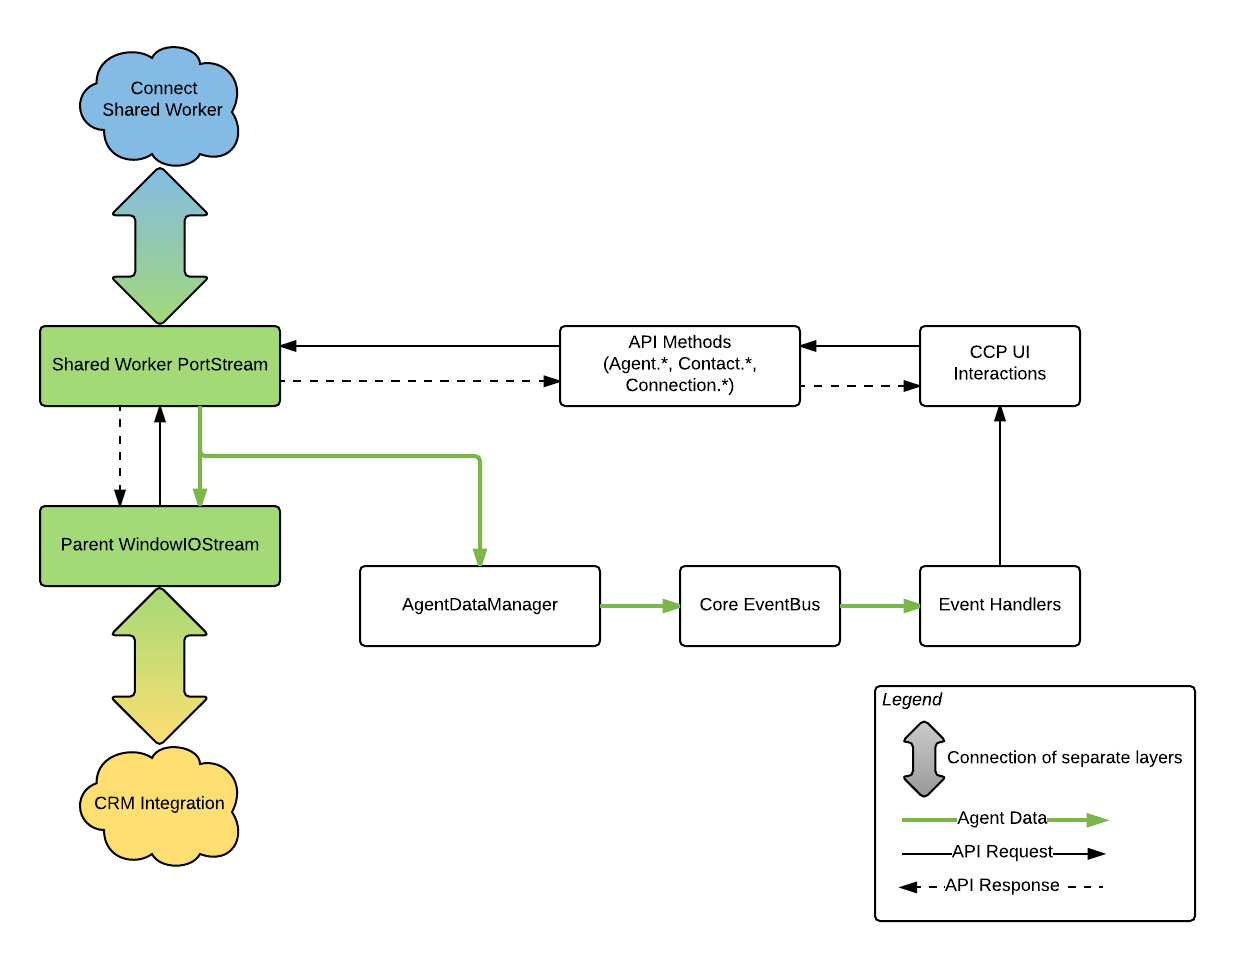 Connect
Shared Worker
Shared Worker PortStream
API Methods
(Agent.*, Contact.*,
Connection.*)
CCP UI
Interactions
Parent WindowIOStream
AgentDataManager
Core EventBus
Event Handlers
CRM Integration
Legend
Connection of separate layers
Agent Data
API Request
API Response